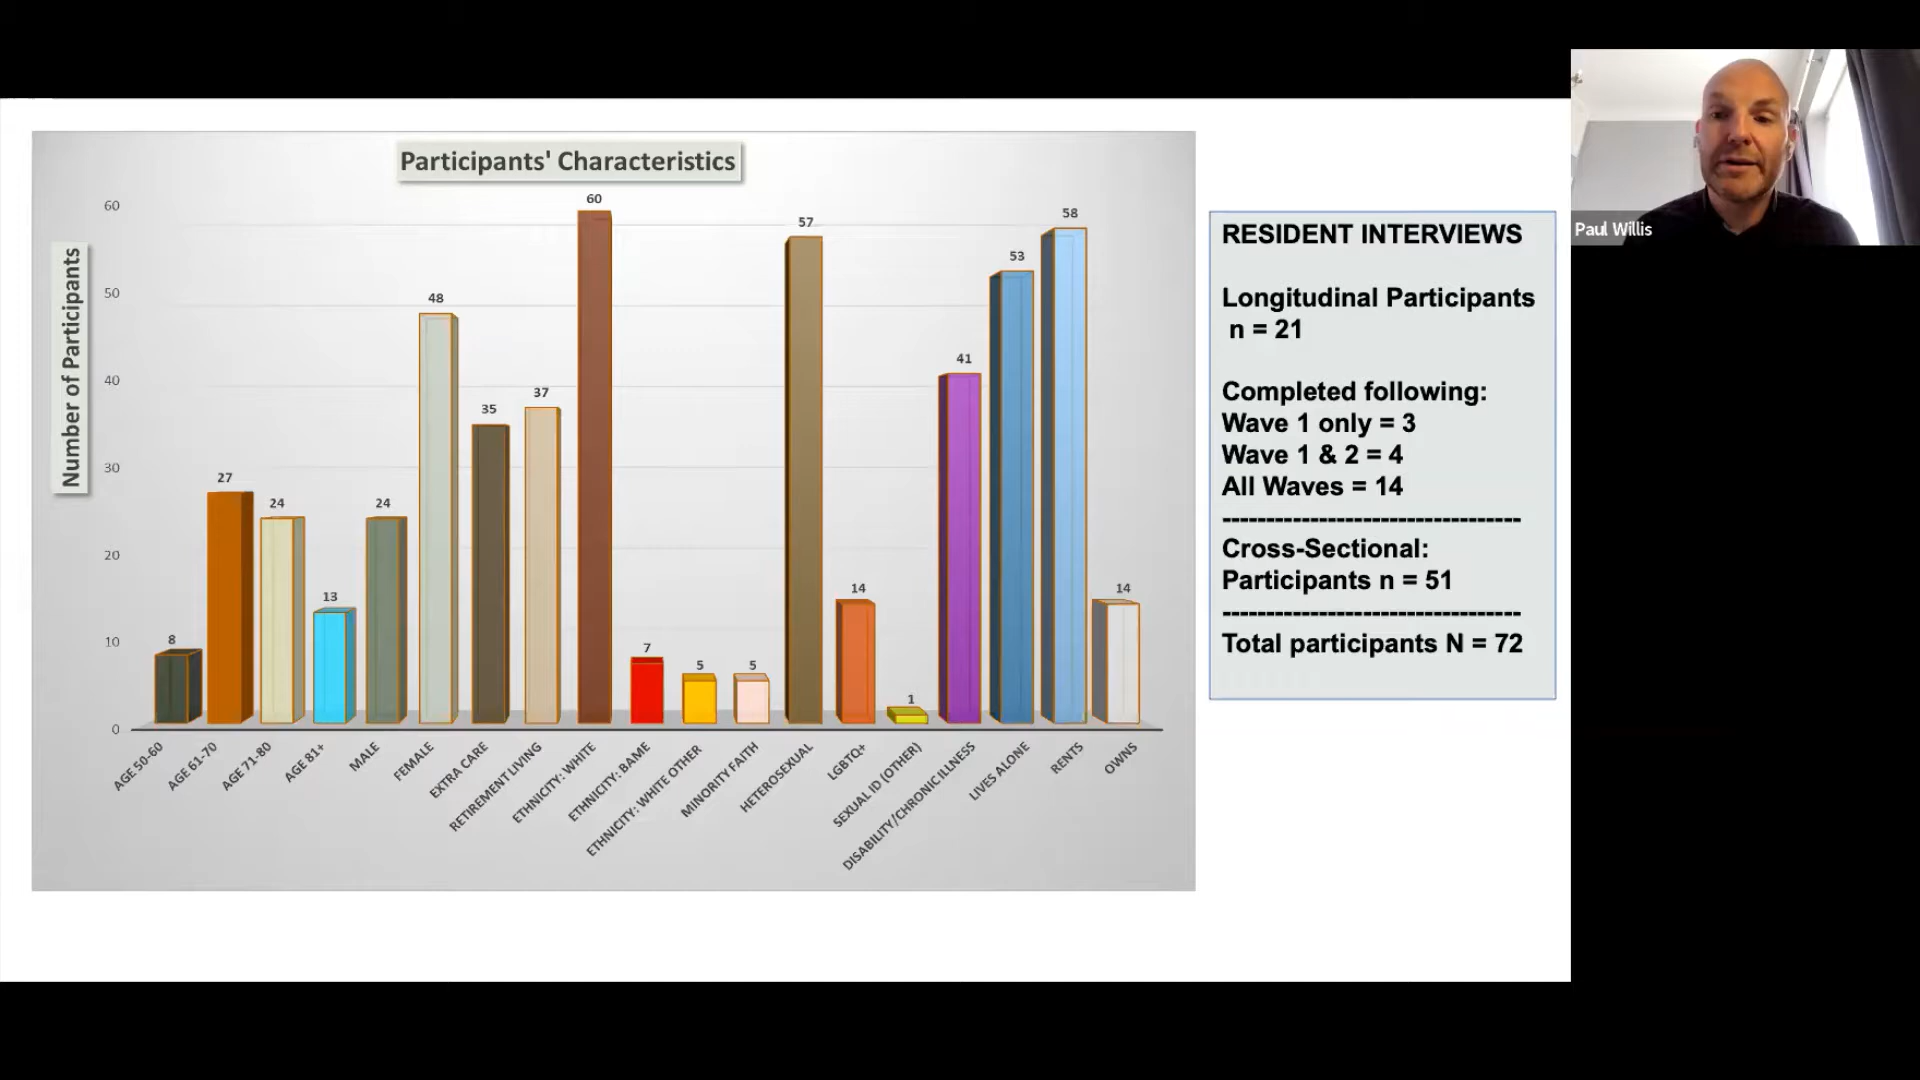 Participants' Characteristics
Number of Participants
60
50
40
30
20
10
0
8
27
24
13
24
48
35
37
60
7
5
5
57
14
1
41
53
58
14
AGE 50-60
AGE 61-70
AGE 71-80
AGE 81+
MALE
FEMALE
EXTRA CARE
RETIREMENT LIVING
ETHNICITY: WHITE
ETHNICITY: BAME
ETHNICITY: WHITE OTHER
MINORITY FAITH
HETEROSEXUAL
LGBTQ+
SEXUAL ID (OTHER)
DISABILITY/CHRONIC ILLNESS
LIVES ALONE
RENTS
OWNS
RESIDENT INTERVIEWS
Longitudinal Participants
n = 21
Completed following:
Wave 1 only = 3
Wave 1 & 2 = 4
All Waves = 14
----------------------------------
Cross-Sectional:
Participants n = 51
----------------------------------
Total participants N = 72
Paul Willis